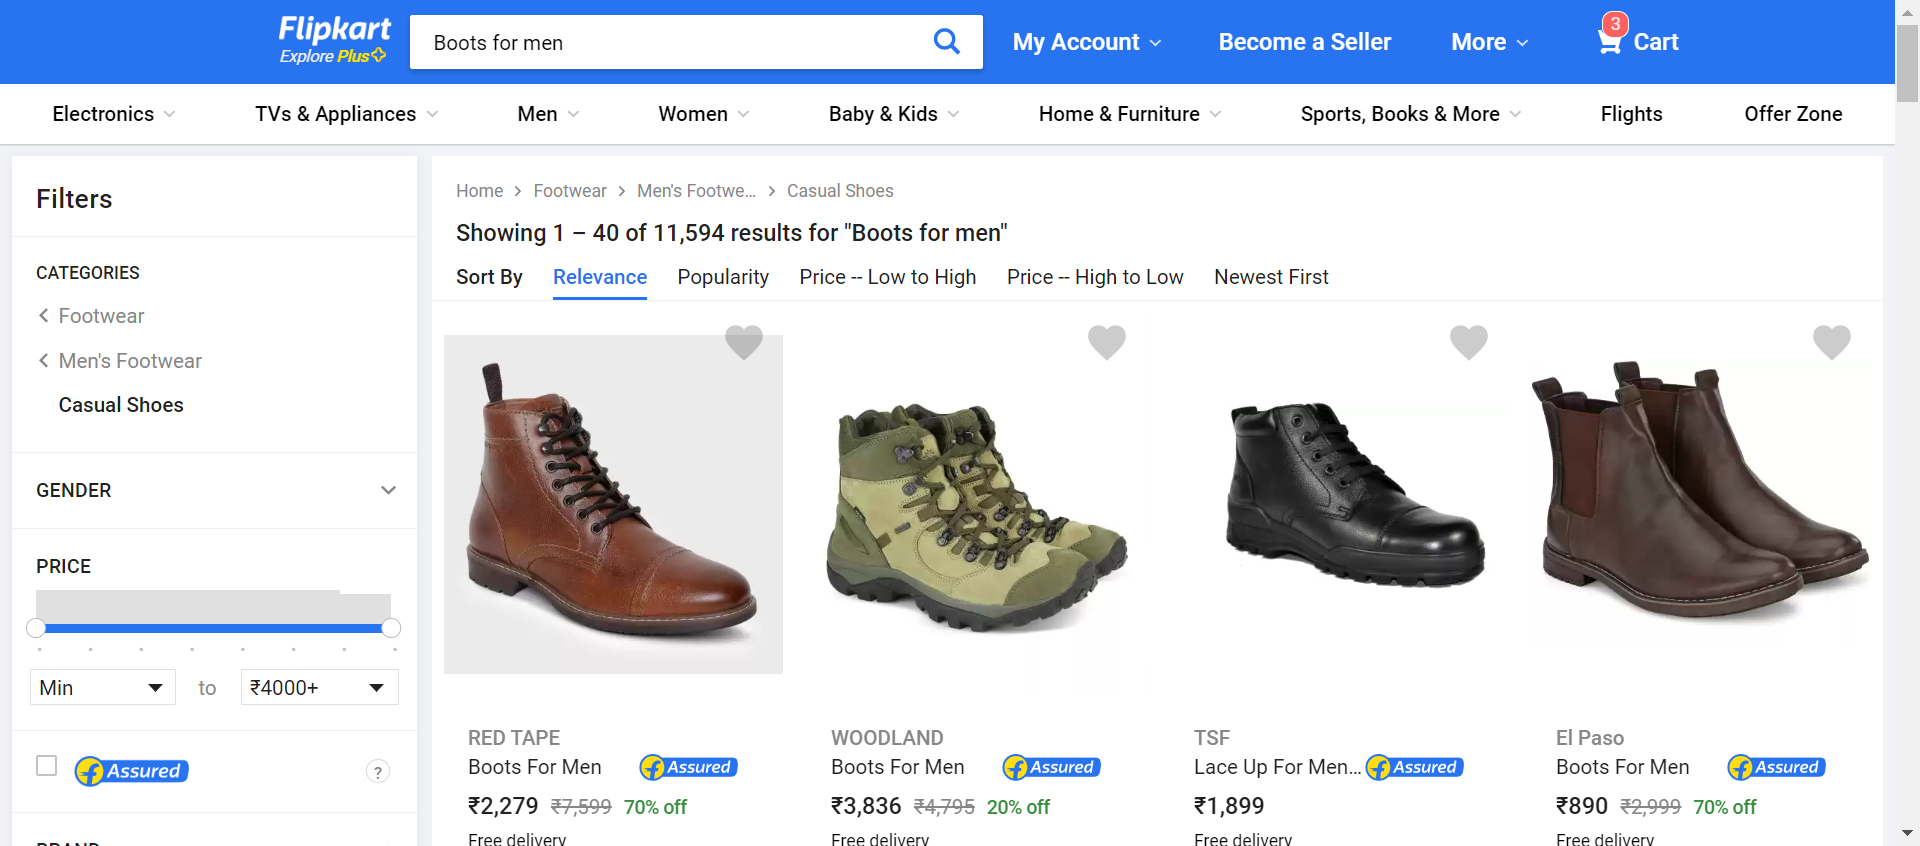 Flipkart
Explore Plus
Boots for men
My Account
Become a Seller
More
3
Cart
Electronics
TVs & Appliances
Men
Women
Baby & Kids
Home & Furniture
Sports, Books & More
Flights
Offer Zone
Filters
CATEGORIES
Footwear
Men's Footwear
Casual Shoes
GENDER
PRICE
Min
to
₹4000+
Assured
?
BRAND
Home
Footwear
Men's Footwe...
Casual Shoes
Showing 1 – 40 of 11,594 results for "Boots for men"
Sort By
Relevance
Popularity
Price -- Low to High
Price -- High to Low
Newest First
RED TAPE
Boots For Men
Assured
₹2,279 ₹7,599 70% off
Free delivery
WOODLAND
Boots For Men
Assured
₹3,836 ₹4,795 20% off
Free delivery
TSF
Lace Up For Men...
Assured
₹1,899
Free delivery
El Paso
Boots For Men
Assured
₹890 ₹2,999 70% off
Free delivery